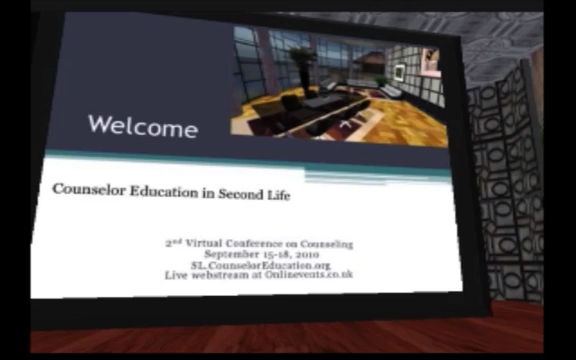 Welcome
Counselor Education in Second Life
2nd Virtual Conference on Counseling
September 15-18, 2010
SL.CounselorEducation.org
Live webstream at Onlinevents.co.uk